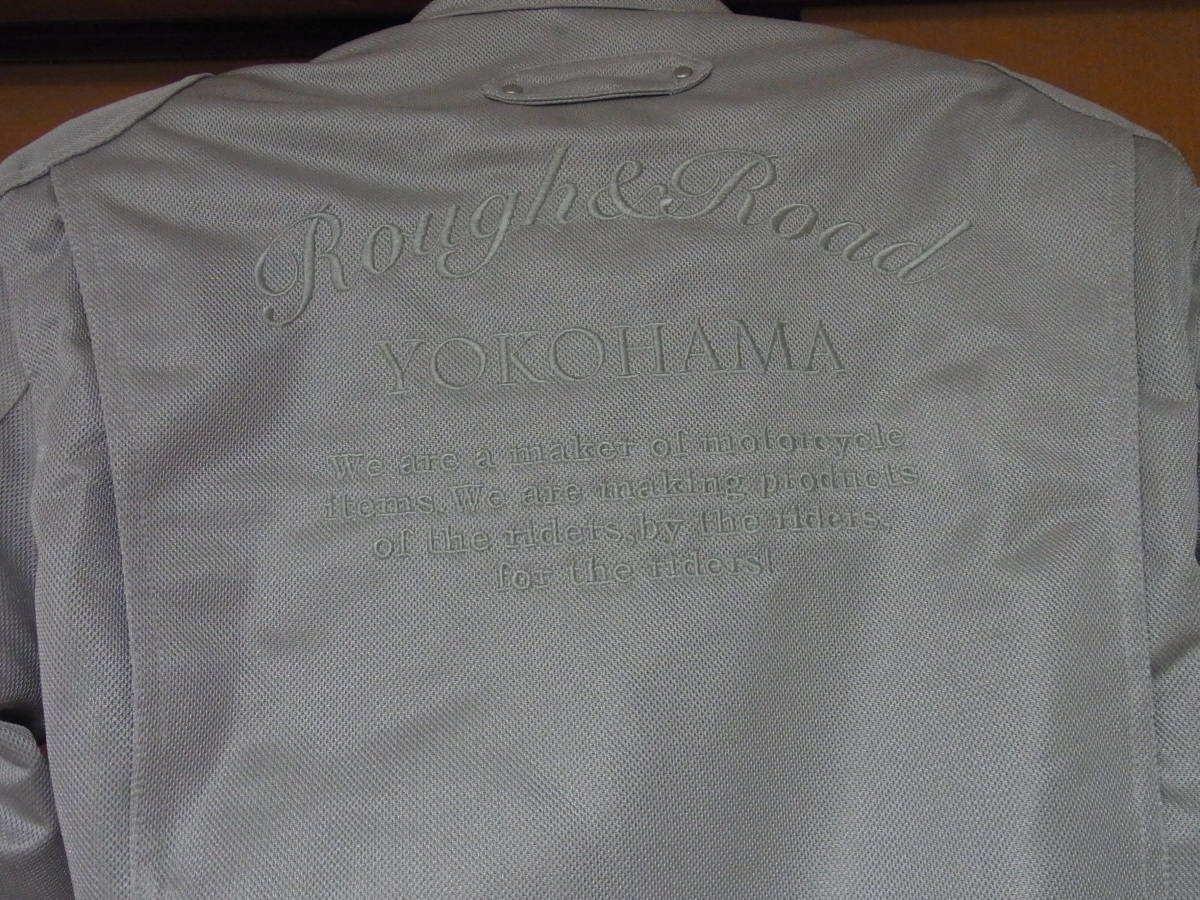 Rough&Road
YOKOHAMA
We are a maker of motorcycle
items.We are making products
of the riders,by the riders,
for the riders!